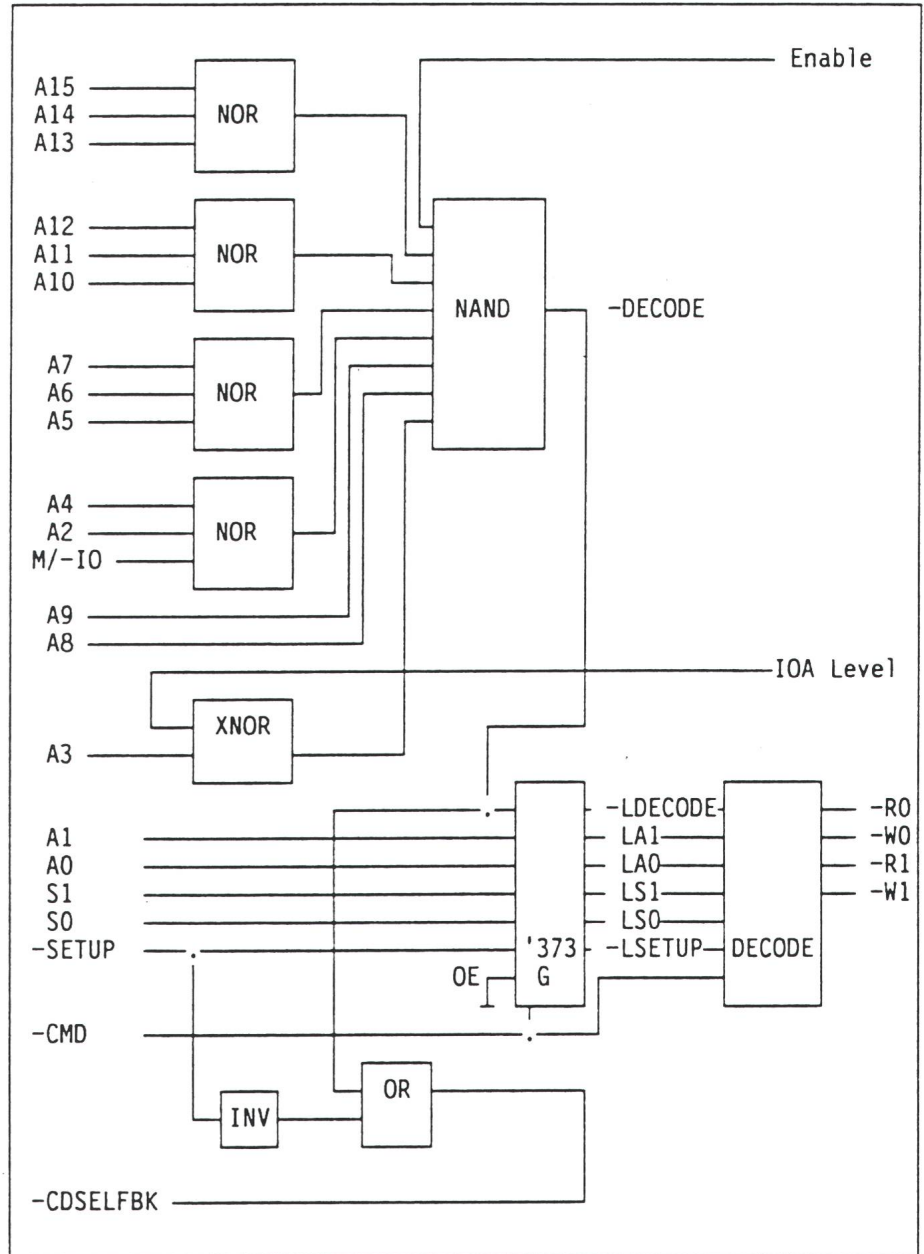 Enable
A15
A14
A13
NOR
A12
A11
A10
NOR
NAND
-DECODE
A7
A6
A5
NOR
A4
A2
M/-IO
NOR
A9
A8
IOA Level
XNOR
A3
-LDECODE
-R0
A1
LA1
-W0
A0
LA0
-R1
S1
LS1
-W1
S0
LS0
-SETUP
'373
-LSETUP
DECODE
OE
G
-CMD
OR
INV
-CDSELFBK